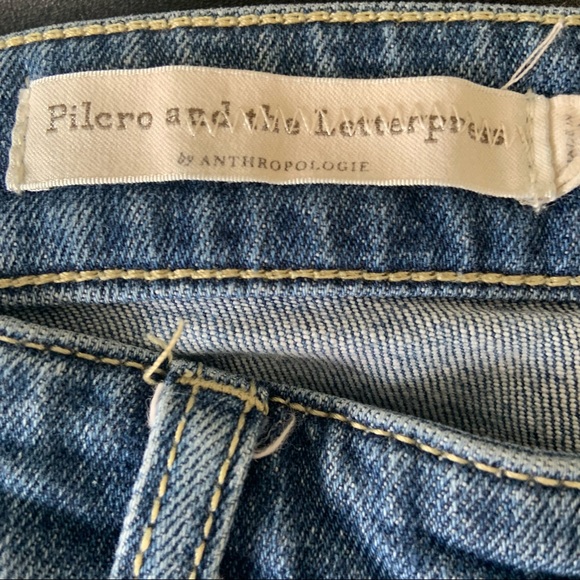 Pilcro and the Letterpress
by ANTHROPOLOGIE